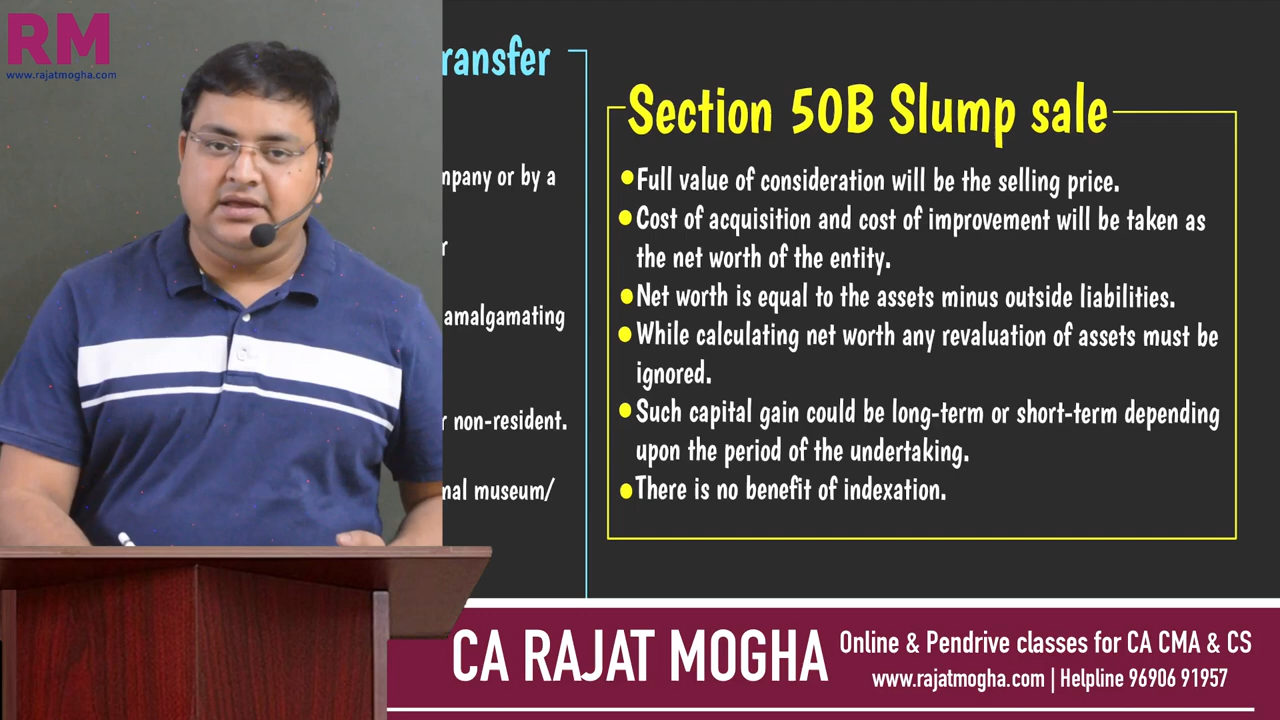 RM
www.rajatmogha.com
ransfer
mpany or by a
r
amalgamating
r non-resident.
nal museum/
Section 50B Slump sale
Full value of consideration will be the selling price.
Cost of acquisition and cost of improvement will be taken as
the net worth of the entity.
Net worth is equal to the assets minus outside liabilities.
While calculating net worth any revaluation of assets must be
ignored.
Such capital gain could be long-term or short-term depending
upon the period of the undertaking.
There is no benefit of indexation.
CA RAJAT MOGHA
Online & Pendrive classes for CA CMA & CS
www.rajatmogha.com | Helpline 96906 91957